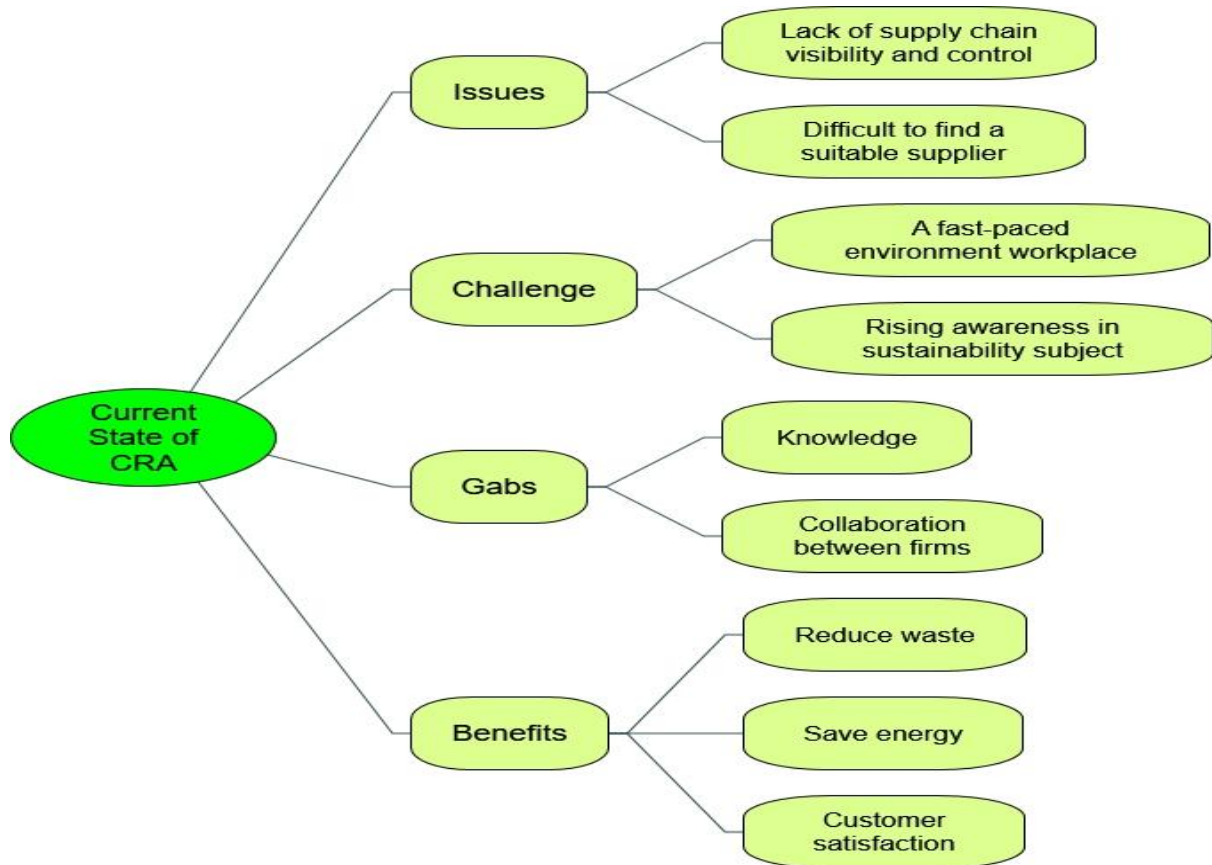 Current
State of
CRA
Issues
Lack of supply chain
visibility and control
Difficult to find a
suitable supplier
Challenge
A fast-paced
environment workplace
Rising awareness in
sustainability subject
Gabs
Knowledge
Collaboration
between firms
Benefits
Reduce waste
Save energy
Customer
satisfaction